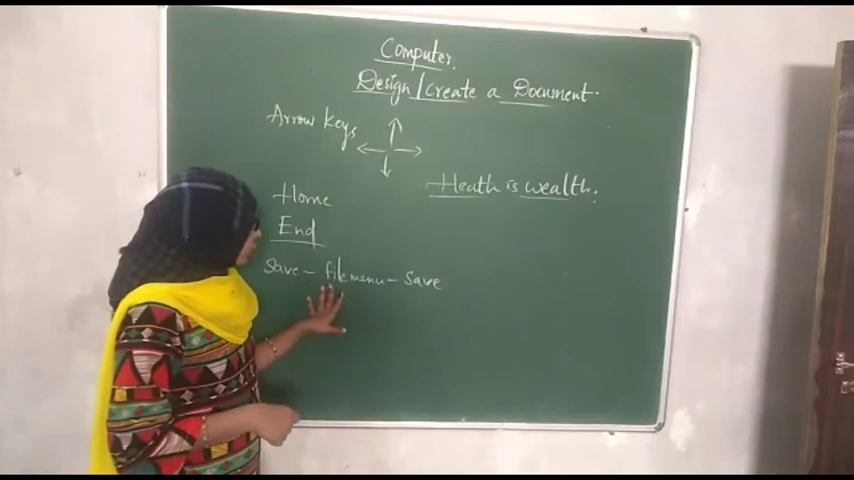 Computer.
Design/create a Document.
Arrow keys
Heath is wealth.
Home
End
Save - file menu - Save